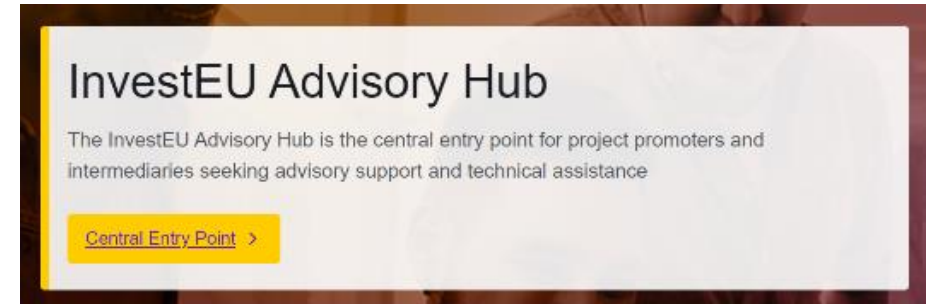 InvestEU Advisory Hub
The InvestEU Advisory Hub is the central entry point for project promoters and
intermediaries seeking advisory support and technical assistance
Central Entry Point >